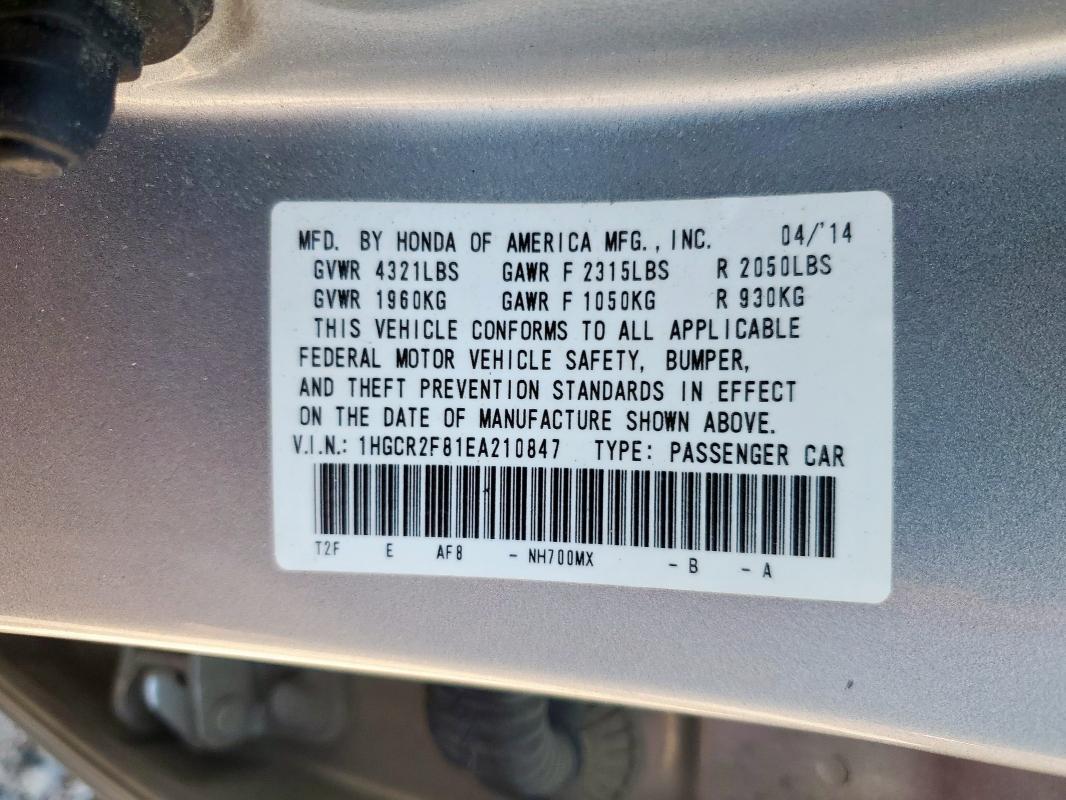 MFD. BY HONDA OF AMERICA MFG., INC. 04/'14
GVWR 4321LBS GAWR F 2315LBS R 2050LBS
GVWR 1960KG GAWR F 1050KG R 930KG
THIS VEHICLE CONFORMS TO ALL APPLICABLE
FEDERAL MOTOR VEHICLE SAFETY, BUMPER,
AND THEFT PREVENTION STANDARDS IN EFFECT
ON THE DATE OF MANUFACTURE SHOWN ABOVE.
V.I.N.: 1HGCR2F81EA210847 TYPE: PASSENGER CAR
T2F E AF8 - NH700MX - B - A